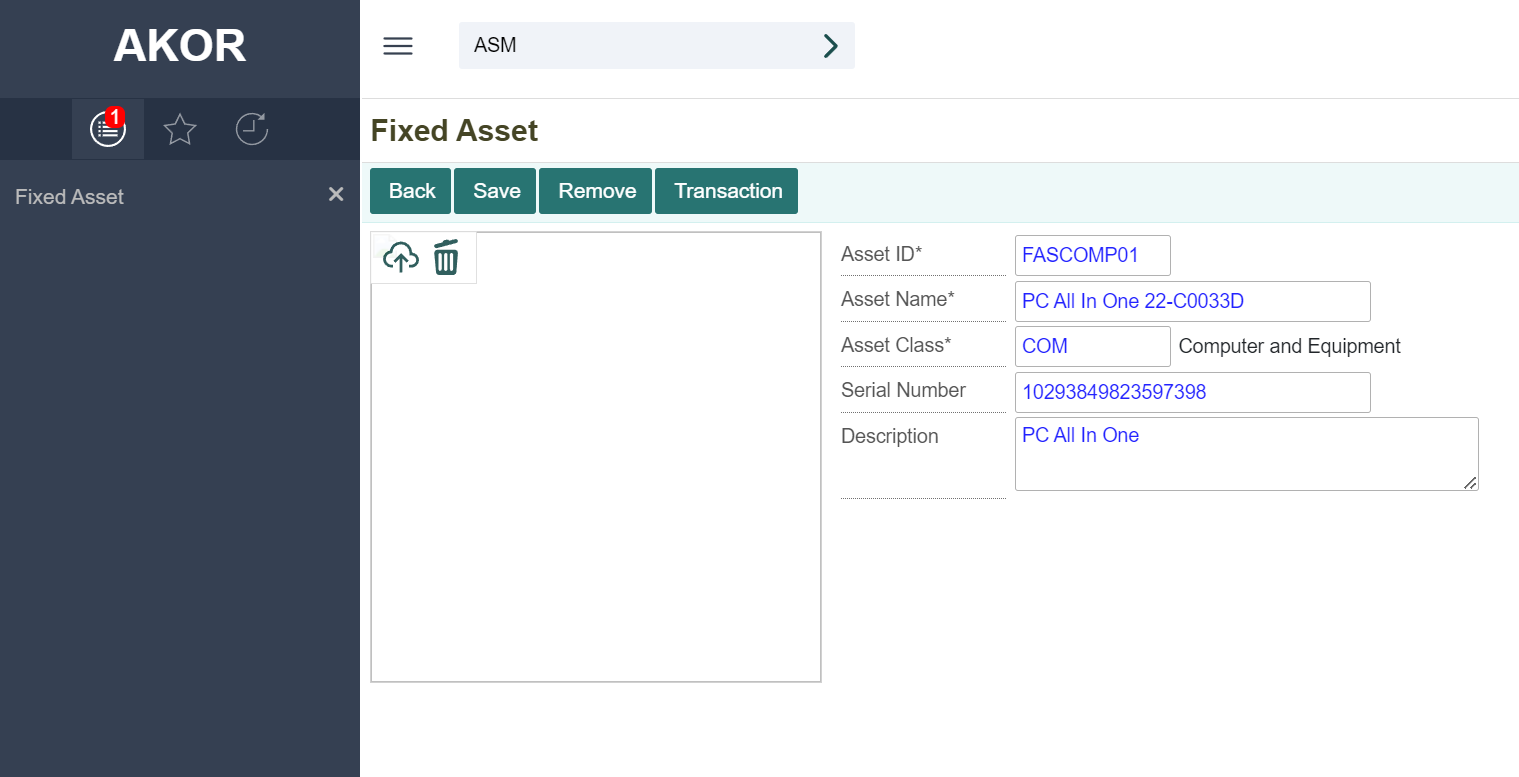 AKOR
ASM
1
Fixed Asset
Fixed Asset
Back Save Remove Transaction
Asset ID* FASCOMP01
Asset Name* PC All In One 22-C0033D
Asset Class* COM Computer and Equipment
Serial Number 10293849823597398
Description PC All In One